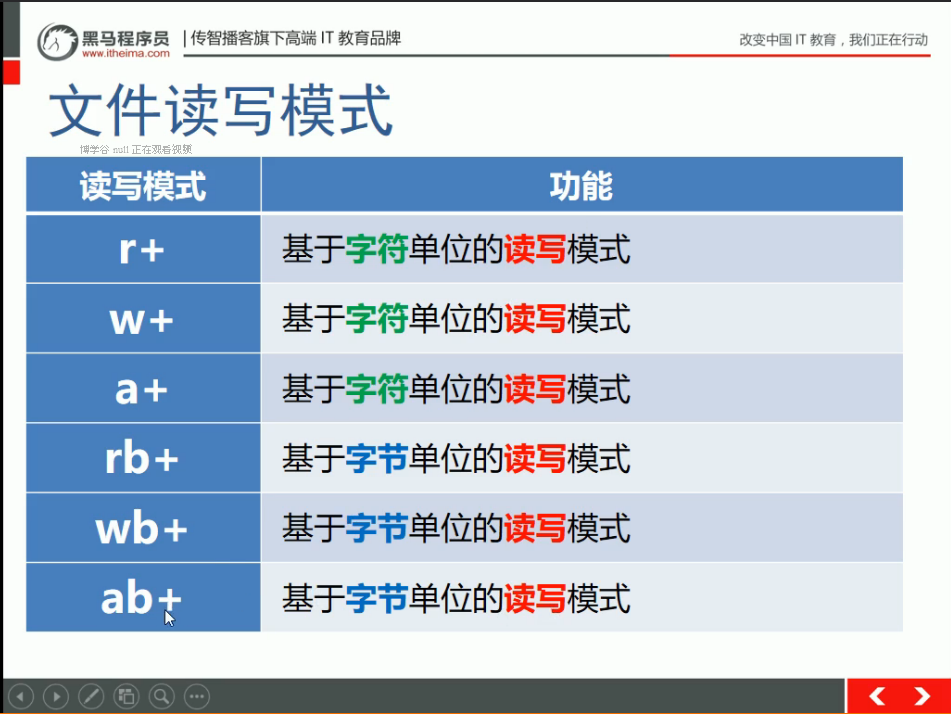 黑马程序员 | 传智播客旗下高端 IT 教育品牌
www.itheima.com
改变中国 IT 教育，我们正在行动
文件读写模式
博学谷 null 正在观看视频
读写模式 功能
r+ 基于字符单位的读写模式
w+ 基于字符单位的读写模式
a+ 基于字符单位的读写模式
rb+ 基于字节单位的读写模式
wb+ 基于字节单位的读写模式
ab+ 基于字节单位的读写模式